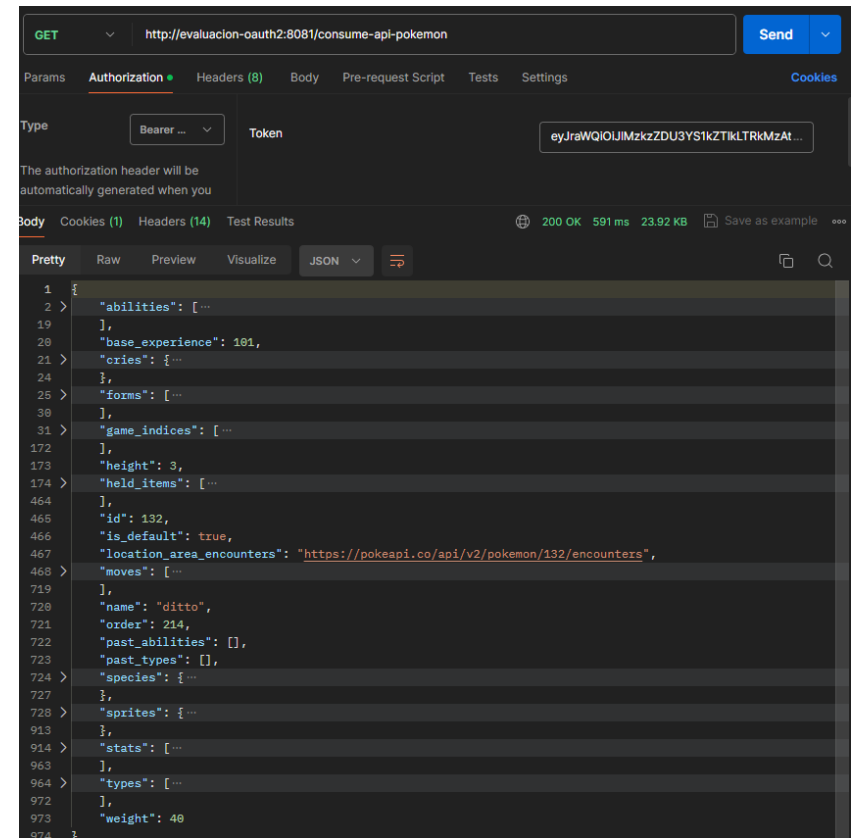 GET http://evaluacion-oauth2:8081/consume-api-pokemon Send
Params Authorization Headers (8) Body Pre-request Script Tests Settings Cookies
Type Bearer ... Token eyJraWQiOiJlMzkzZDU3YS1kZTlkLTRkMzAt...
The authorization header will be
automatically generated when you
Body Cookies (1) Headers (14) Test Results 200 OK 591 ms 23.92 KB Save as example
Pretty Raw Preview Visualize JSON
1 {
2 > "abilities": [...
19 ],
20 "base_experience": 101,
21 > "cries": {...
24 },
25 > "forms": [...
30 ],
31 > "game_indices": [...
172 ],
173 "height": 3,
174 > "held_items": [...
464 ],
465 "id": 132,
466 "is_default": true,
467 "location_area_encounters": "https://pokeapi.co/api/v2/pokemon/132/encounters",
468 > "moves": [...
719 ],
720 "name": "ditto",
721 "order": 214,
722 "past_abilities": [],
723 "past_types": [],
724 > "species": {...
727 },
728 > "sprites": {...
913 },
914 > "stats": [...
963 ],
964 > "types": [...
972 ],
973 "weight": 40
974 }